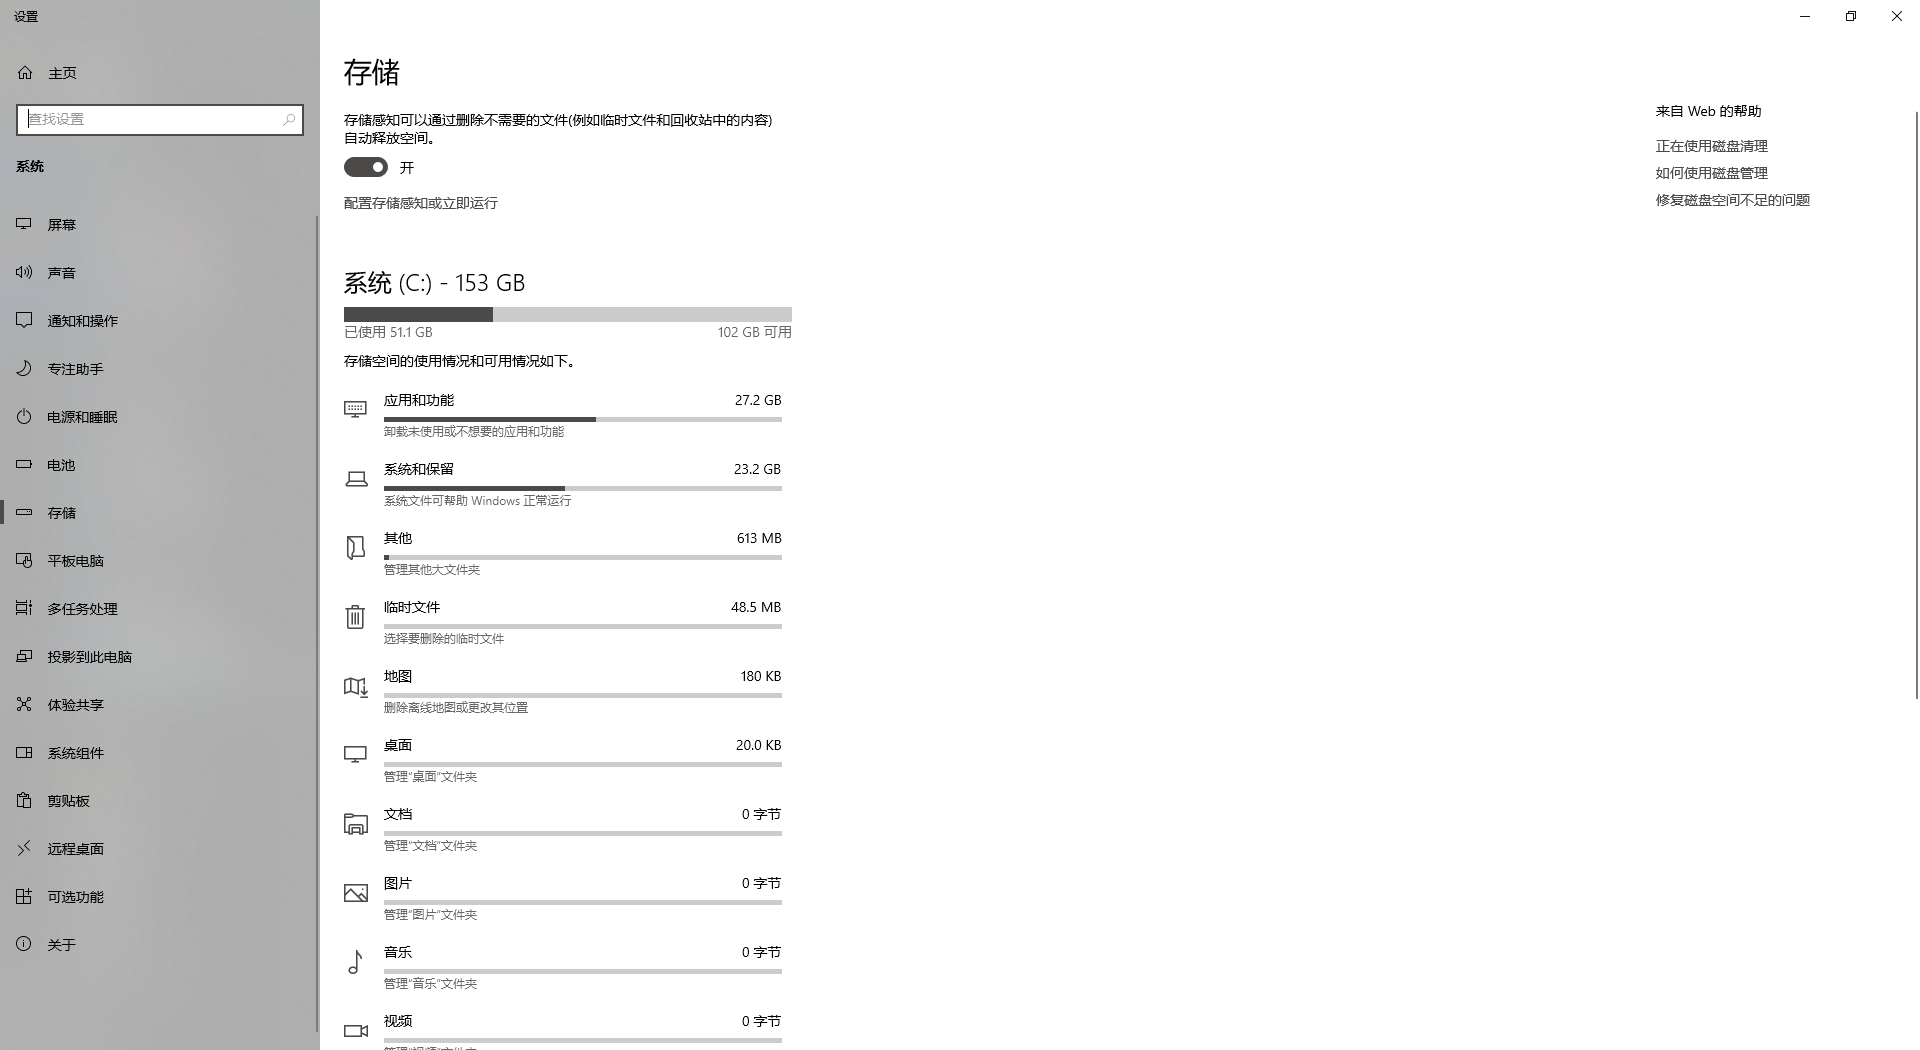 设置
主页
查找设置
系统
屏幕
声音
通知和操作
专注助手
电源和睡眠
电池
存储
平板电脑
多任务处理
投影到此电脑
体验共享
系统组件
剪贴板
远程桌面
可选功能
关于
存储
存储感知可以通过删除不需要的文件(例如临时文件和回收站中的内容)
自动释放空间。
开
配置存储感知或立即运行
系统 (C:) - 153 GB
已使用 51.1 GB
102 GB 可用
存储空间的使用情况和可用情况如下。
应用和功能
27.2 GB
卸载未使用或不想要的应用和功能
系统和保留
23.2 GB
系统文件可帮助 Windows 正常运行
其他
613 MB
管理其他大文件夹
临时文件
48.5 MB
选择要删除的临时文件
地图
180 KB
删除离线地图或更改其位置
桌面
20.0 KB
管理"桌面"文件夹
文档
0 字节
管理"文档"文件夹
图片
0 字节
管理"图片"文件夹
音乐
0 字节
管理"音乐"文件夹
视频
0 字节
来自 Web 的帮助
正在使用磁盘清理
如何使用磁盘管理
修复磁盘空间不足的问题